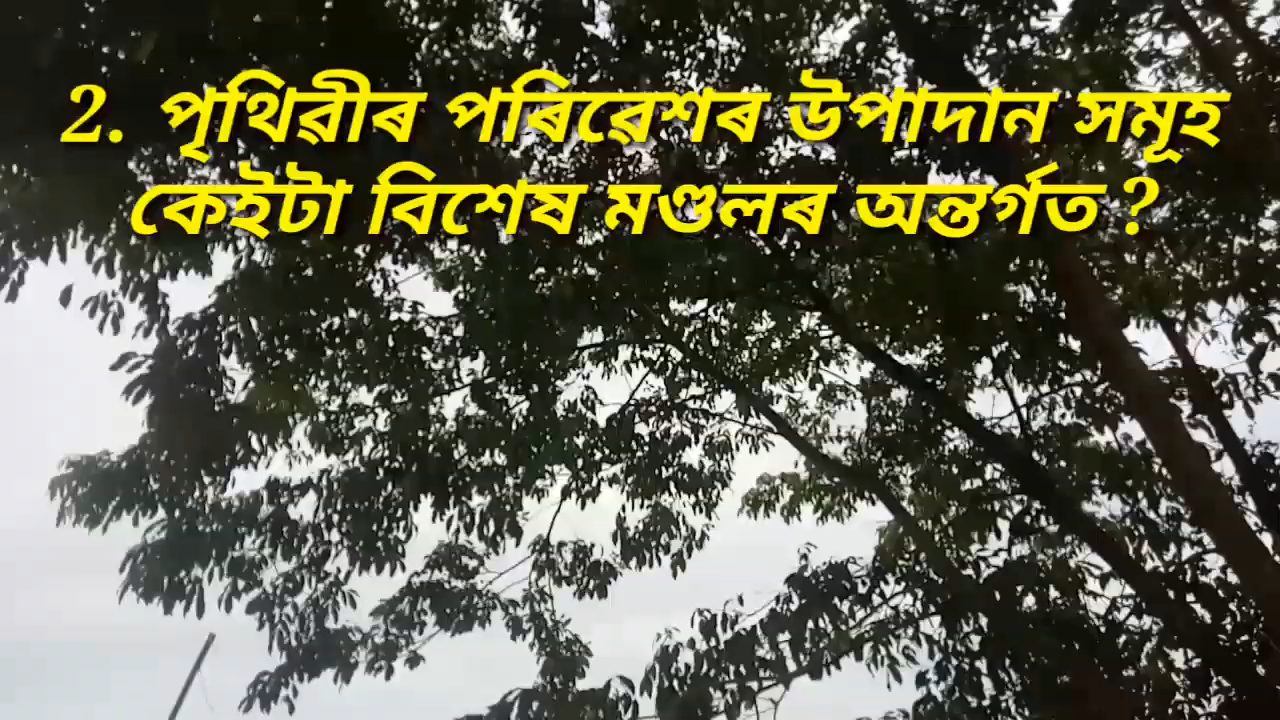 2. পৃথিৱীৰ পৰিৱেশৰ উপাদান সমূহ
কেইটা বিশেষ মণ্ডলৰ অন্তৰ্গত ?